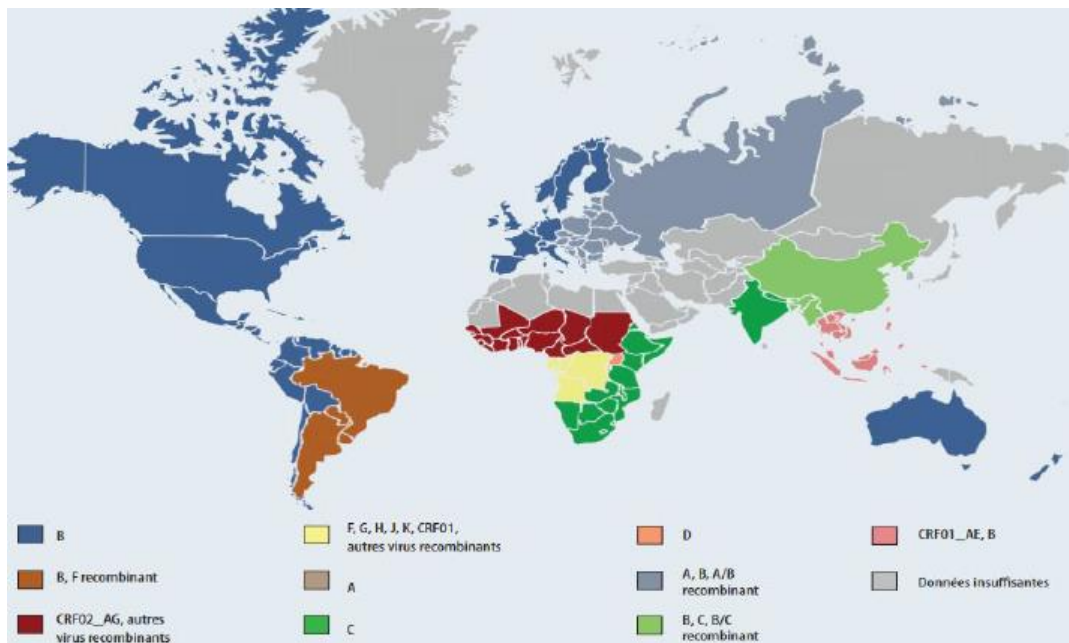 B
B, F recombinant
CRF02_AG, autres
virus recombinants
F, G, H, J, K, CRF01,
autres virus recombinants
A
C
D
A, B, A/B
recombinant
B, C, B/C
recombinant
CRF01_AE, B
Données insuffisantes